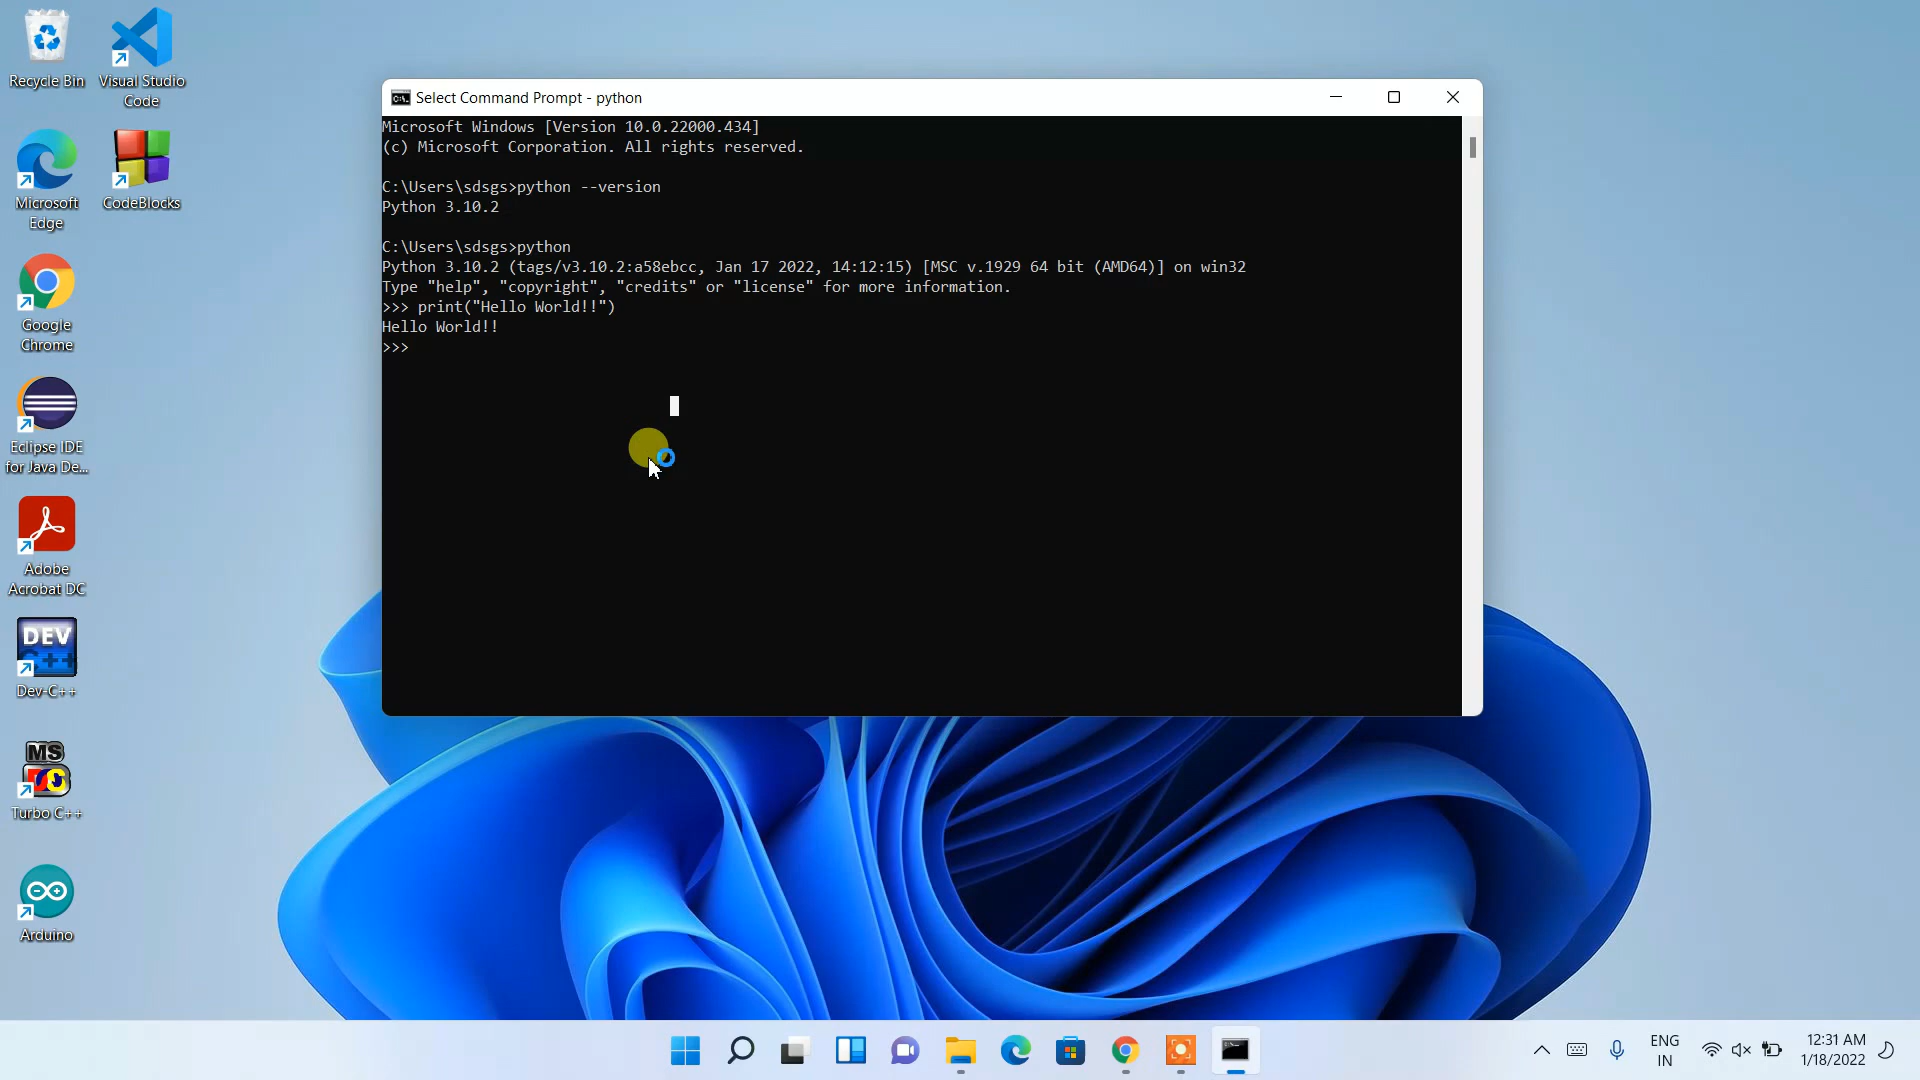 Recycle Bin
Visual Studio
Code
Microsoft
Edge
CodeBlocks
Google
Chrome
Eclipse IDE
for Java De...
Adobe
Acrobat DC
DEV
C++
Dev-C++
MS
DOS
Turbo C++
Arduino
C:\.
Select Command Prompt - python
Microsoft Windows [Version 10.0.22000.434]
(c) Microsoft Corporation. All rights reserved.
C:\Users\sdsgs>python --version
Python 3.10.2
C:\Users\sdsgs>python
Python 3.10.2 (tags/v3.10.2:a58ebcc, Jan 17 2022, 14:12:15) [MSC v.1929 64 bit (AMD64)] on win32
Type "help", "copyright", "credits" or "license" for more information.
>>> print("Hello World!!")
Hello World!!
>>>
ENG
IN
12:31 AM
1/18/2022